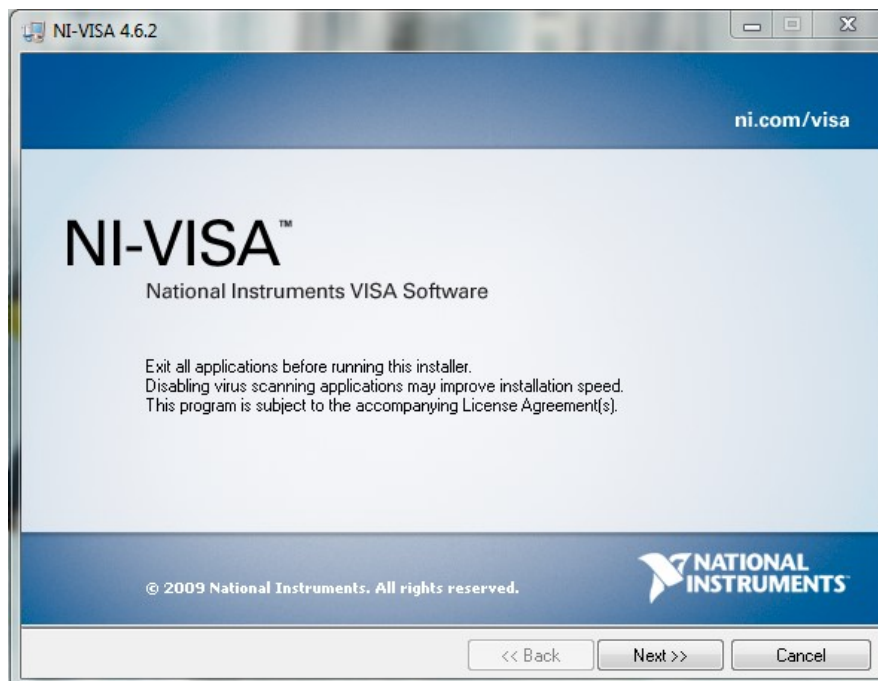 NI-VISA 4.6.2
ni.com/visa
NI-VISA™
National Instruments VISA Software
Exit all applications before running this installer.
Disabling virus scanning applications may improve installation speed.
This program is subject to the accompanying License Agreement(s).
© 2009 National Instruments. All rights reserved.
NATIONAL
INSTRUMENTS
<< Back
Next >>
Cancel